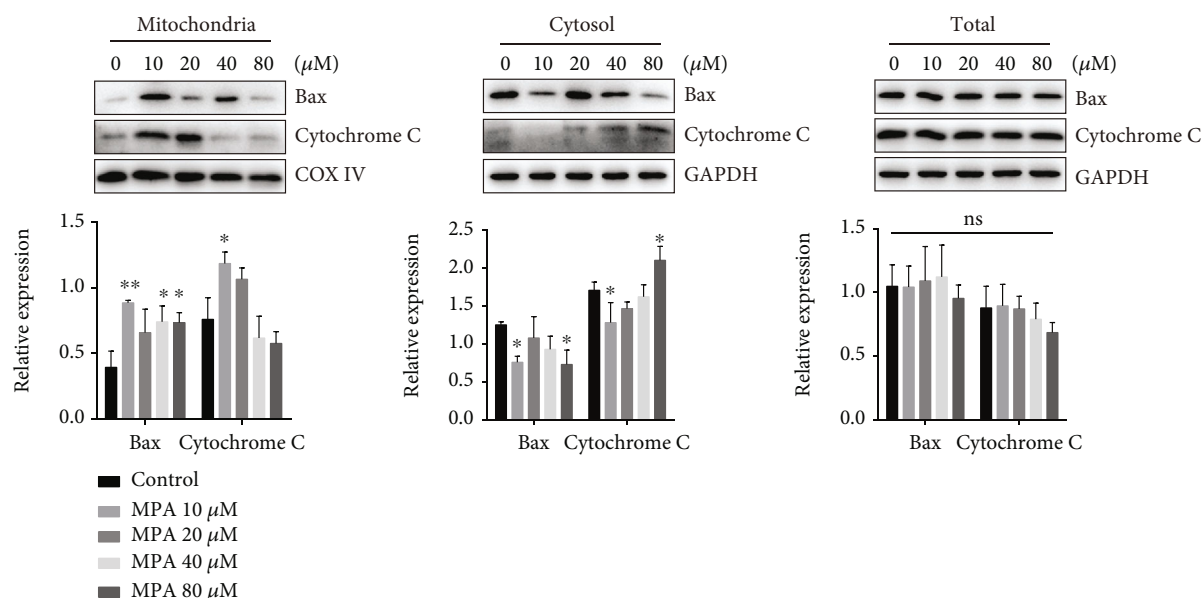 Mitochondria
0 10 20 40 80 (μM)
Bax
Cytochrome C
COX IV
Relative expression
1.5
1.0
0.5
0.0
**
* *
*
Bax Cytochrome C
Control
MPA 10 μM
MPA 20 μM
MPA 40 μM
MPA 80 μM
Cytosol
0 10 20 40 80 (μM)
Bax
Cytochrome C
GAPDH
Relative expression
2.5
2.0
1.5
1.0
0.5
0.0
*
*
*
*
Bax Cytochrome C
Total
0 10 20 40 80 (μM)
Bax
Cytochrome C
GAPDH
Relative expression
1.5
1.0
0.5
0.0
ns
Bax Cytochrome C